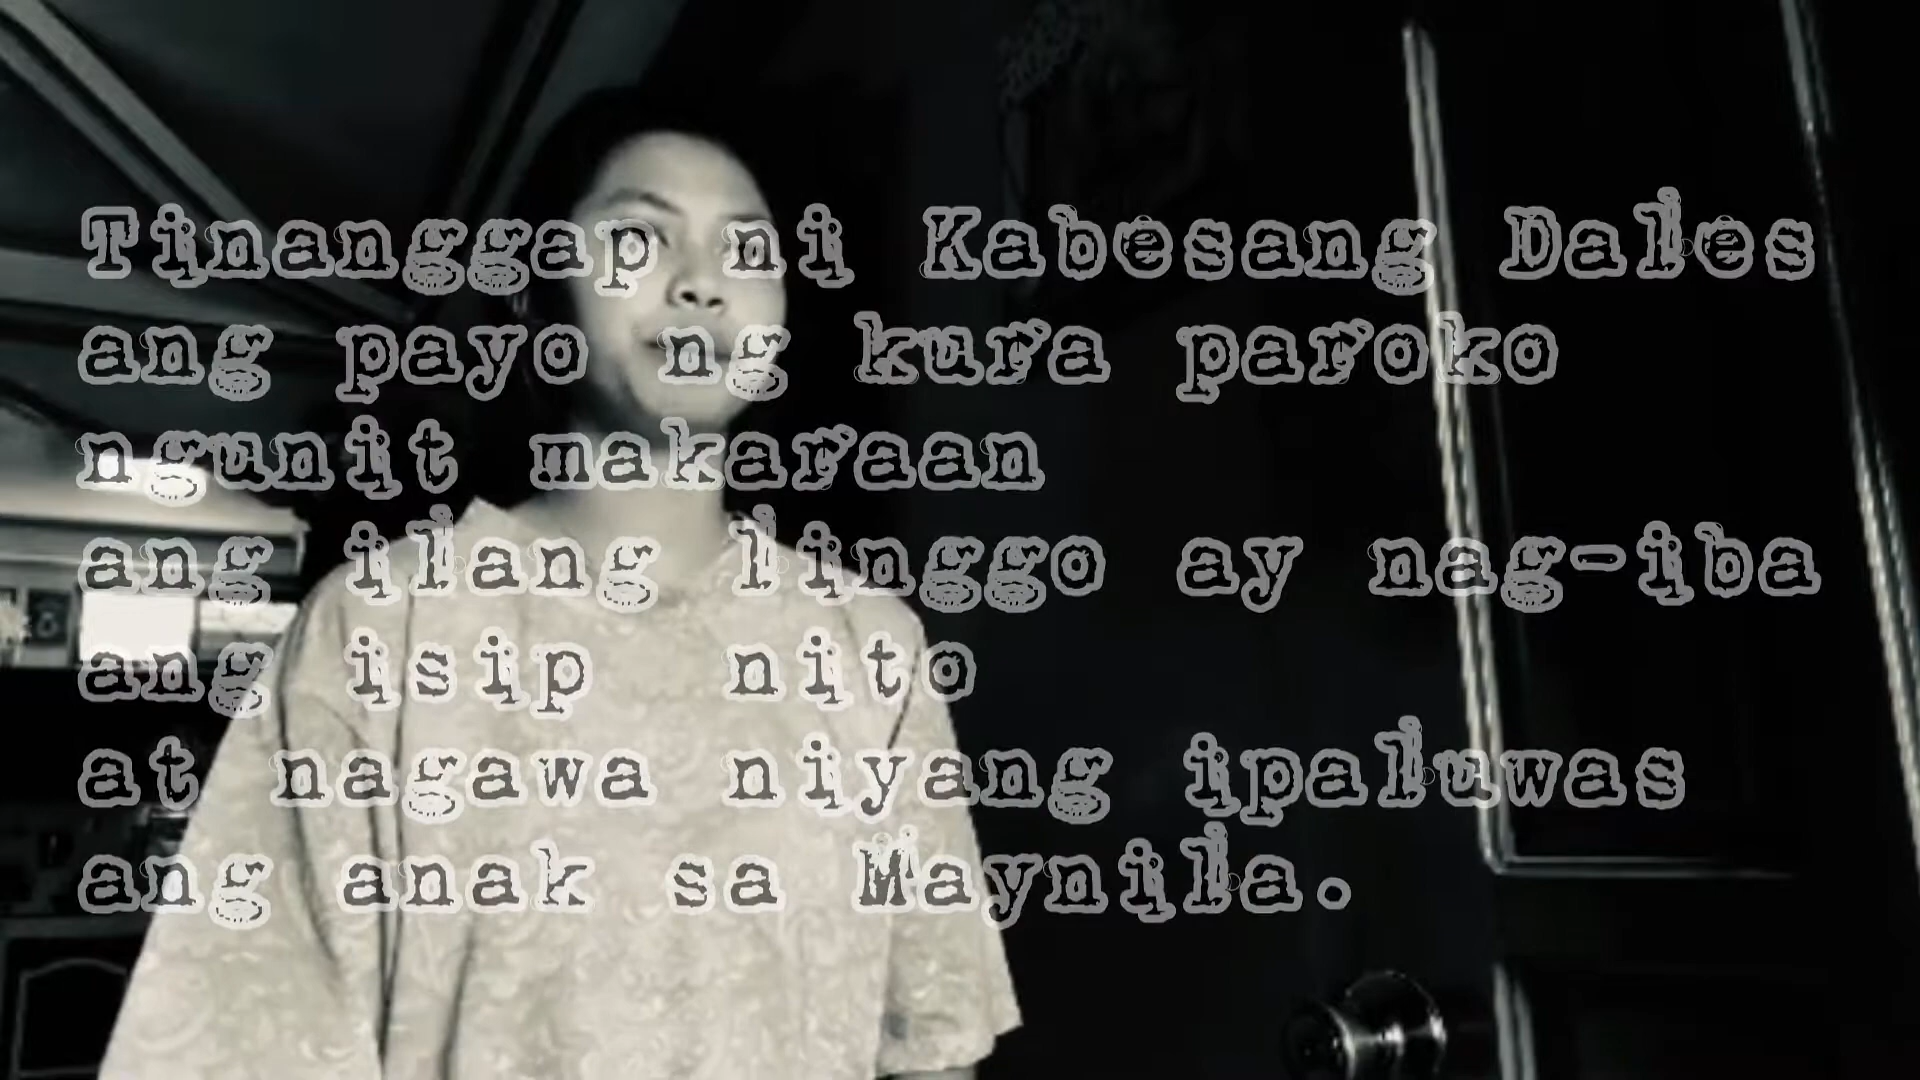 Tinanggap ni Kabesang Dales
ang payo ng kura paroko
ngunit makaraan
ang ilang linggo ay nag-iba
ang isip nito
at nagawa niyang ipaluwas
ang anak sa Maynila.